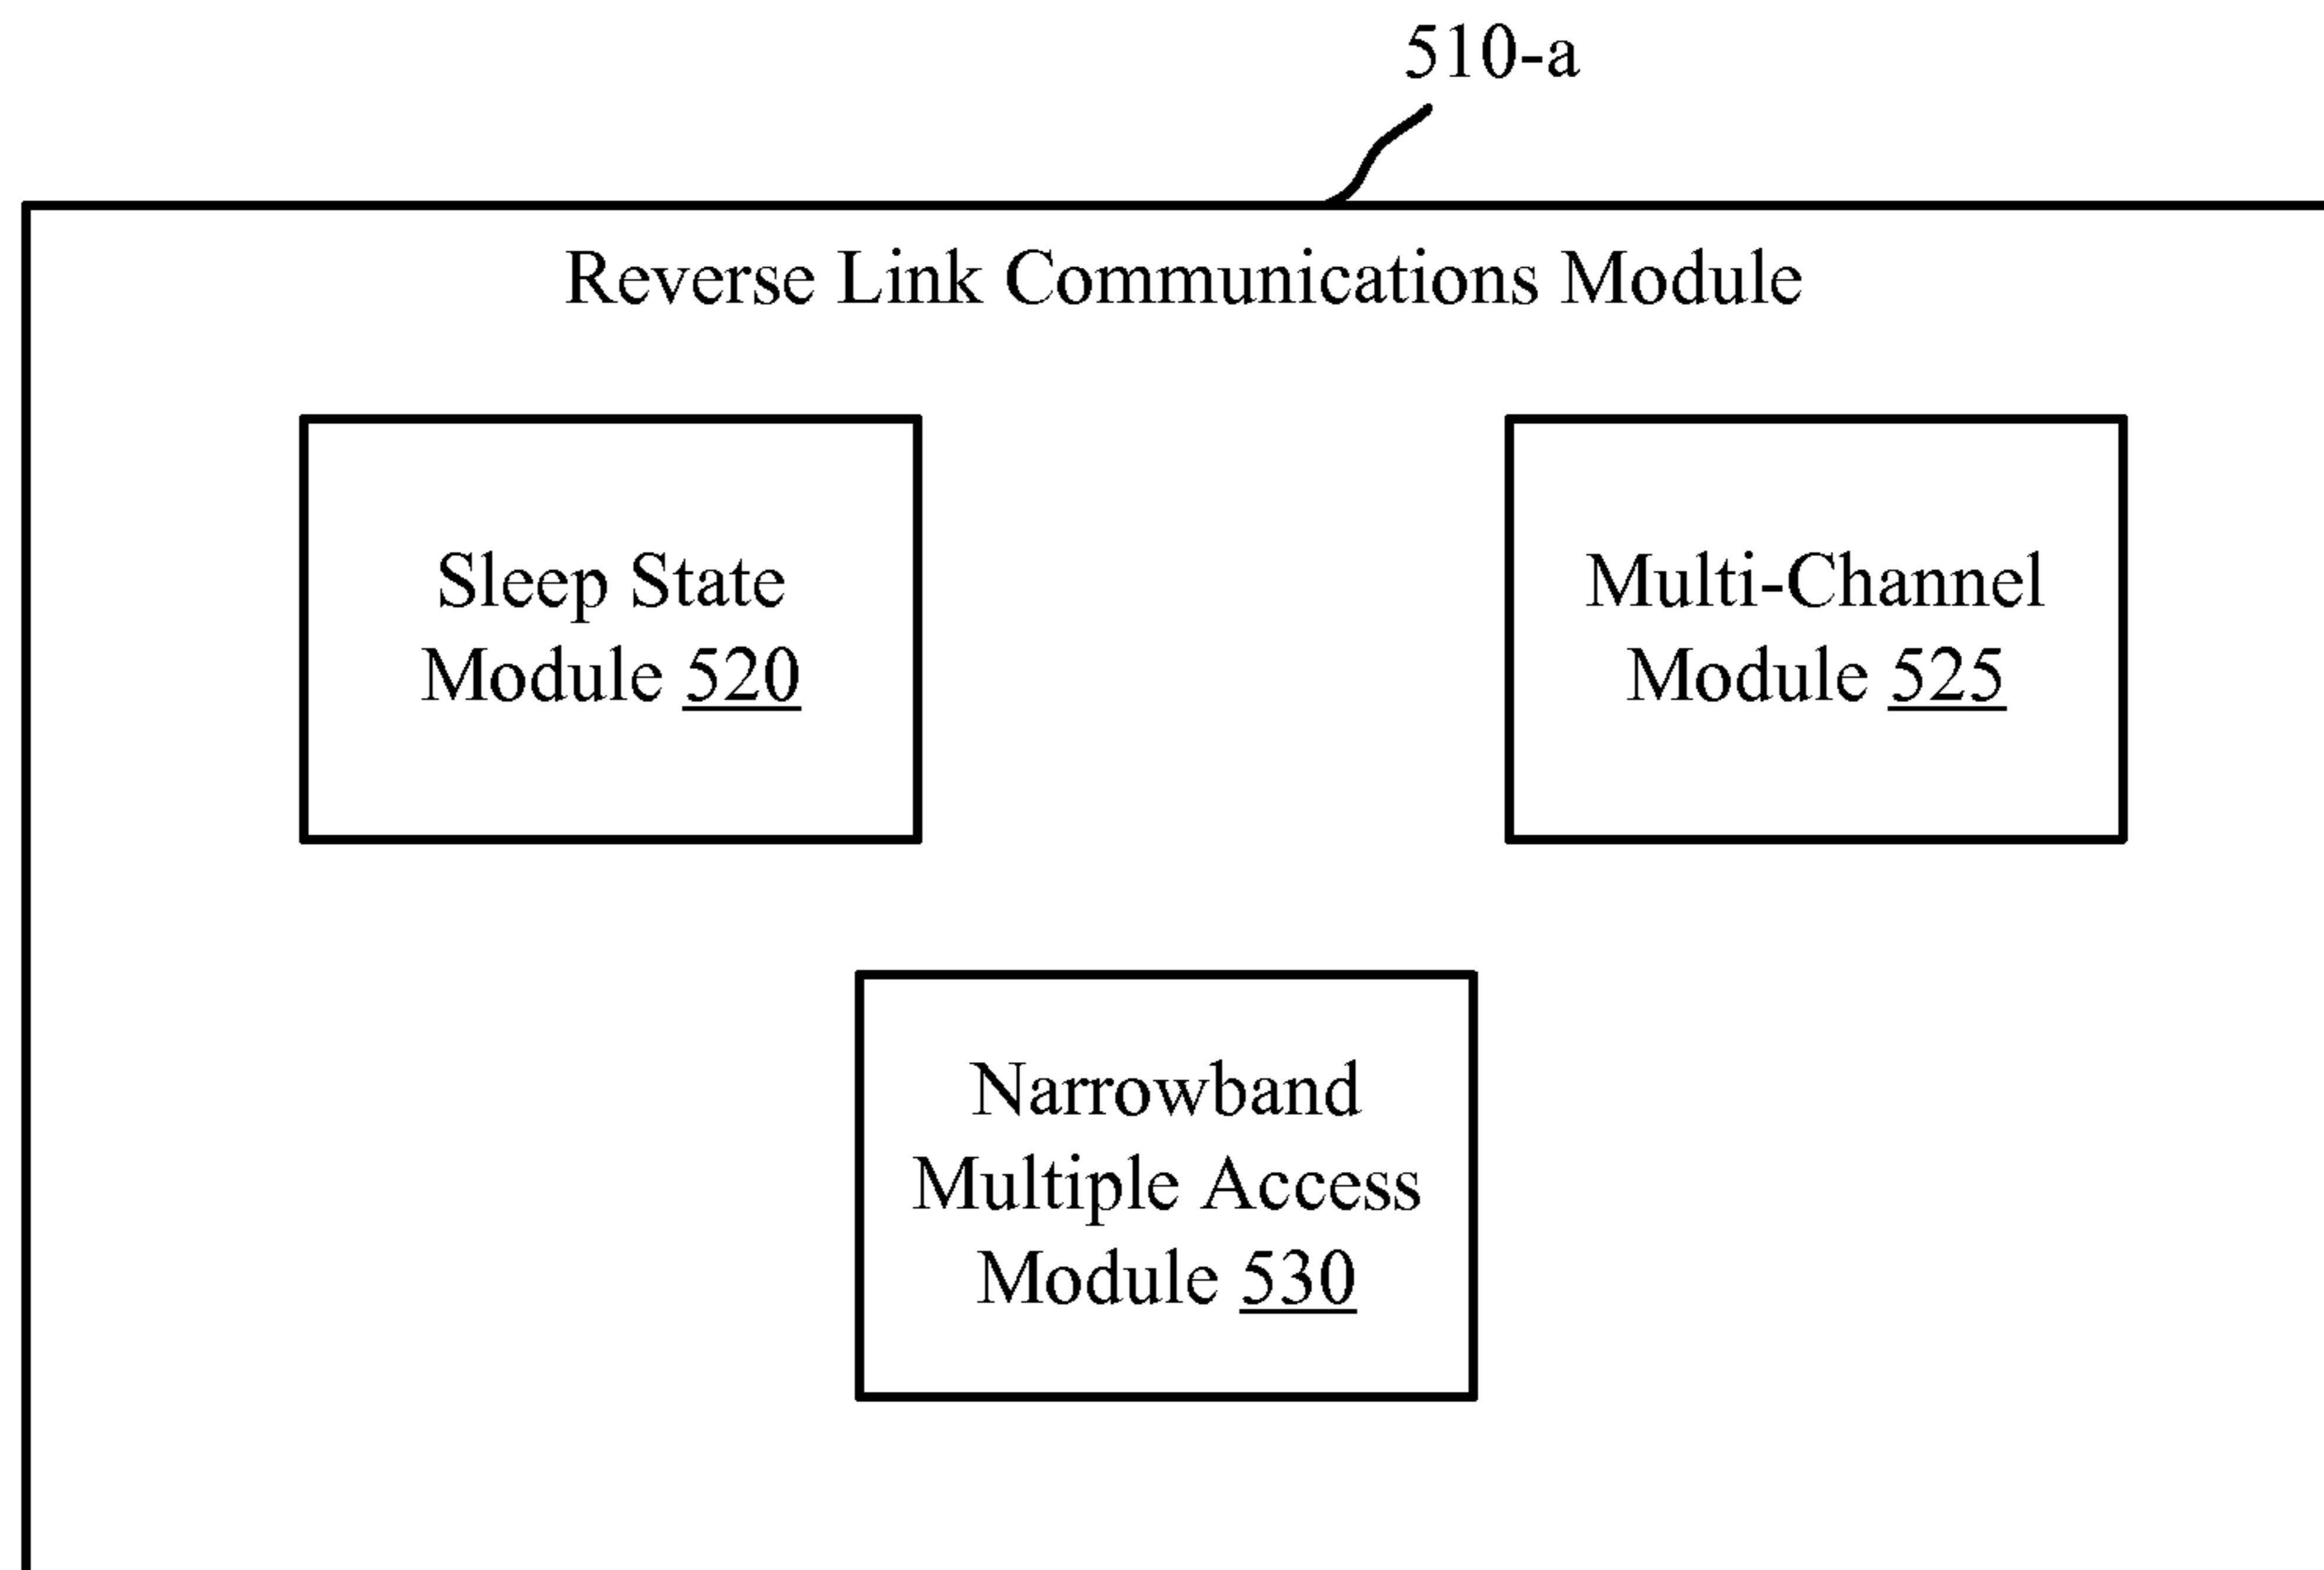 510-a
Reverse Link Communications Module
Sleep State
Module 520
Multi-Channel
Module 525
Narrowband
Multiple Access
Module 530